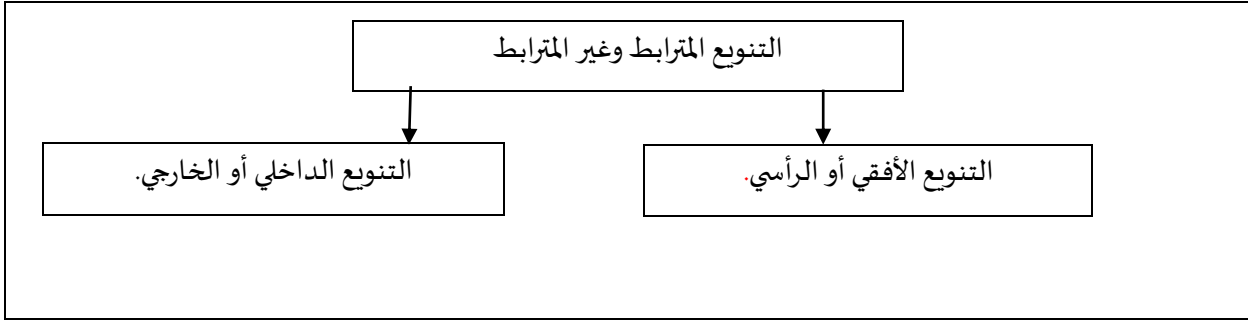 التنويع المترابط وغير المترابط
التنويع الأفقي أو الرأسي.
التنويع الداخلي أو الخارجي.